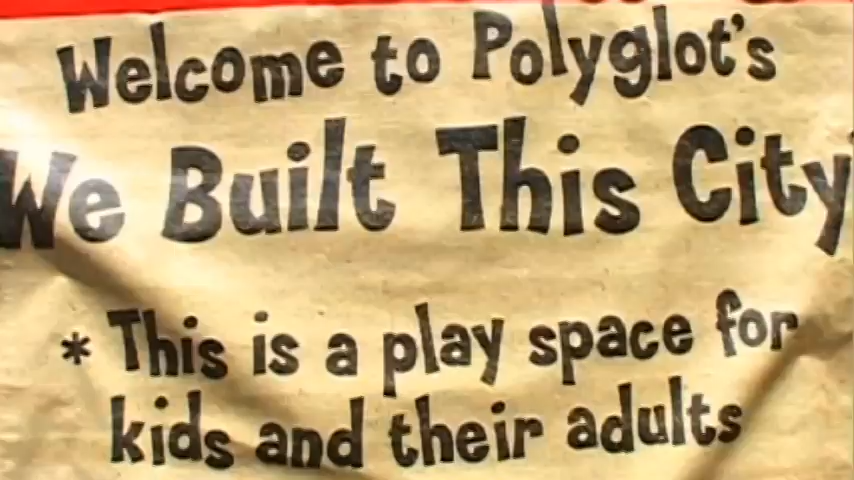 Welcome to Polyglot's
We Built This City
* This is a play space for
kids and their adults